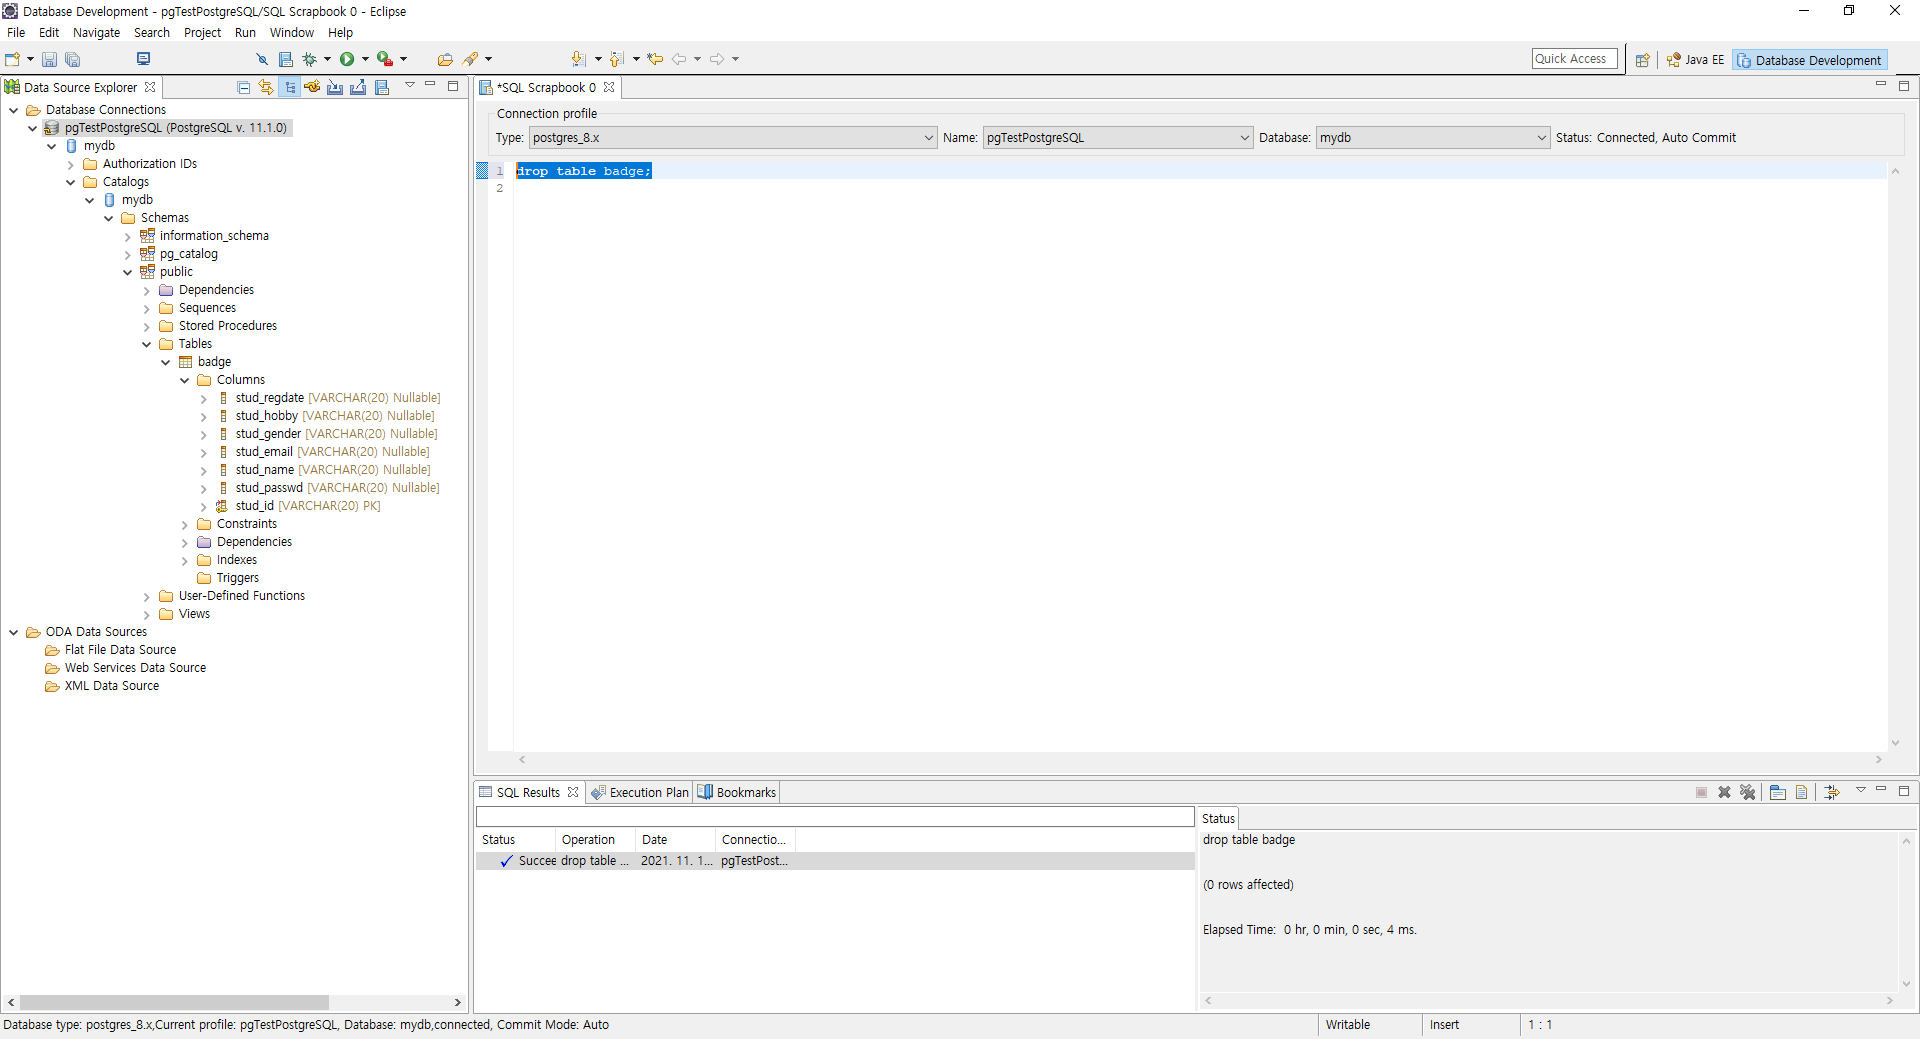 Database Development - pgTestPostgreSQL/SQL Scrapbook 0 - Eclipse
File Edit Navigate Search Project Run Window Help
Quick Access
Java EE
Database Development
Data Source Explorer
Database Connections
pgTestPostgreSQL (PostgreSQL v. 11.1.0)
mydb
Authorization IDs
Catalogs
mydb
Schemas
information_schema
pg_catalog
public
Dependencies
Sequences
Stored Procedures
Tables
badge
Columns
stud_regdate [VARCHAR(20) Nullable]
stud_hobby [VARCHAR(20) Nullable]
stud_gender [VARCHAR(20) Nullable]
stud_email [VARCHAR(20) Nullable]
stud_name [VARCHAR(20) Nullable]
stud_passwd [VARCHAR(20) Nullable]
stud_id [VARCHAR(20) PK]
Constraints
Dependencies
Indexes
Triggers
User-Defined Functions
Views
ODA Data Sources
Flat File Data Source
Web Services Data Source
XML Data Source
*SQL Scrapbook 0
Connection profile
Type: postgres_8.x Name: pgTestPostgreSQL Database: mydb Status: Connected, Auto Commit
1 drop table badge;
2
SQL Results Execution Plan Bookmarks
Status Operation Date Connectio...
Succee drop table ... 2021. 11. 1... pgTestPost...
Status
drop table badge
(0 rows affected)
Elapsed Time: 0 hr, 0 min, 0 sec, 4 ms.
Database type: postgres_8.x,Current profile: pgTestPostgreSQL, Database: mydb,connected, Commit Mode: Auto
Writable Insert 1 : 1